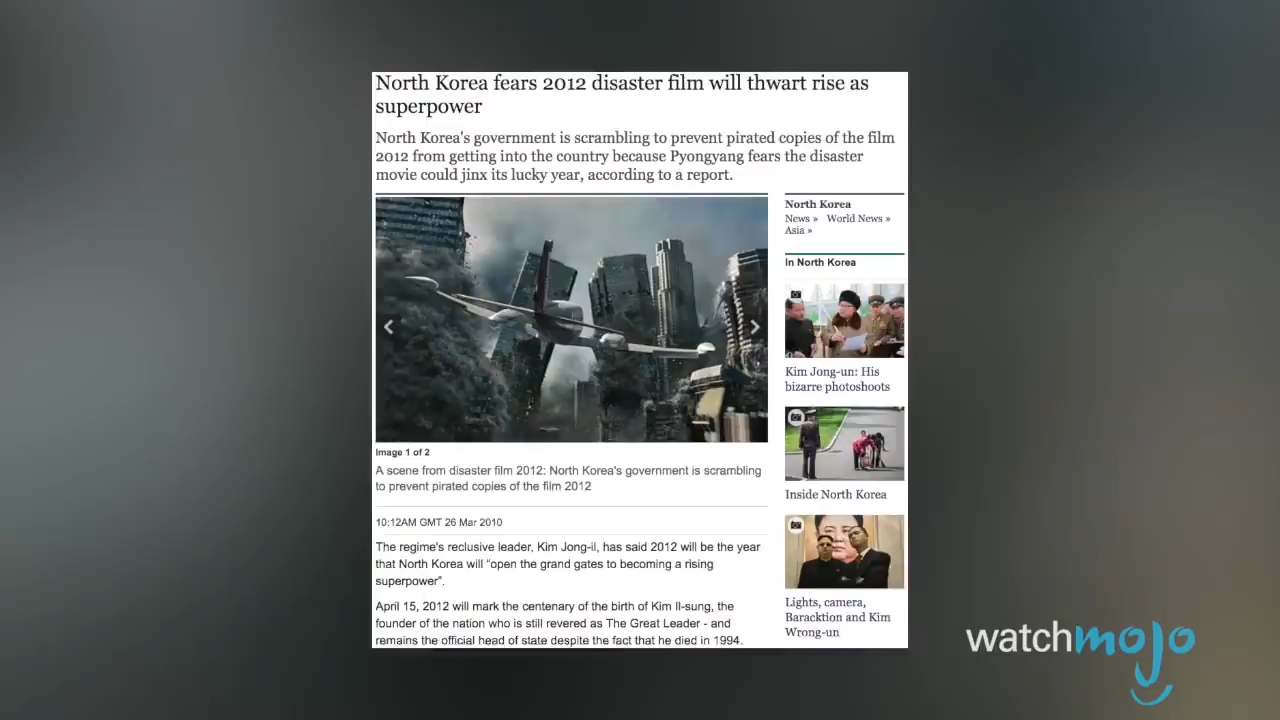 North Korea fears 2012 disaster film will thwart rise as
superpower
North Korea's government is scrambling to prevent pirated copies of the film
2012 from getting into the country because Pyongyang fears the disaster
movie could jinx its lucky year, according to a report.
Image 1 of 2
A scene from disaster film 2012: North Korea's government is scrambling
to prevent pirated copies of the film 2012
10:12AM GMT 26 Mar 2010
The regime's reclusive leader, Kim Jong-il, has said 2012 will be the year
that North Korea will "open the grand gates to becoming a rising
superpower".
April 15, 2012 will mark the centenary of the birth of Kim Il-sung, the
founder of the nation who is still revered as The Great Leader - and
remains the official head of state despite the fact that he died in 1994.
North Korea
News » World News »
Asia »
In North Korea
Kim Jong-un: His
bizarre photoshoots
Inside North Korea
Lights, camera,
Baracktion and Kim
Wrong-un
watchmojo